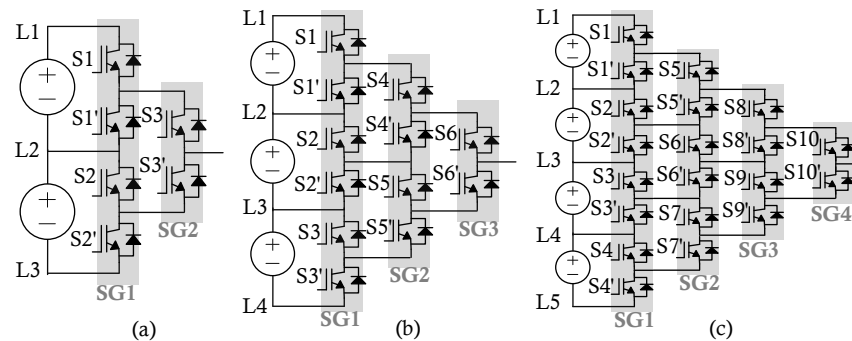 L1
S1
S1'
S3
L2
S3'
S2
S2'
L3
SG2
SG1
(a)
L1
S1
S1'
S4
L2
S4'
S6
S2
S6'
S2'
S5
L3
S5'
SG3
S3
SG2
S3'
L4
SG1
(b)
L1
S1
S1'
S5
L2
S5'
S8
S2
S8'
S10
S2'
S6
L3
S6'
S9
S10'
S3
S9'
SG4
S3'
S7
L4
SG3
S4
S7'
S4'
SG2
L5
SG1
(c)